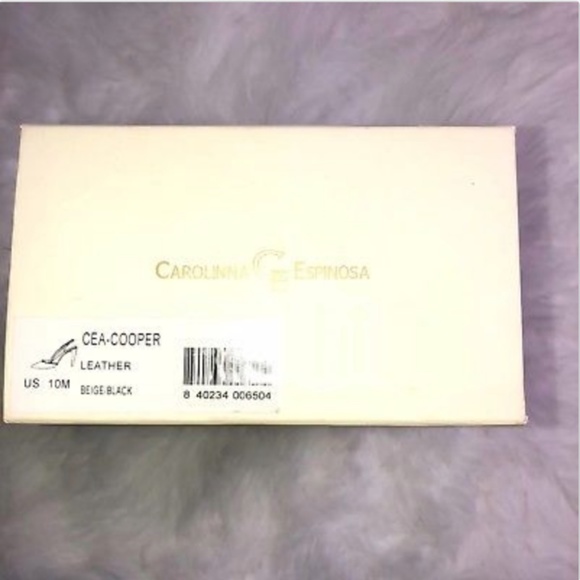 CAROLINNA CE ESPINOSA
CEA-COOPER
LEATHER
US 10M
BEIGE-BLACK
8 40234 006504